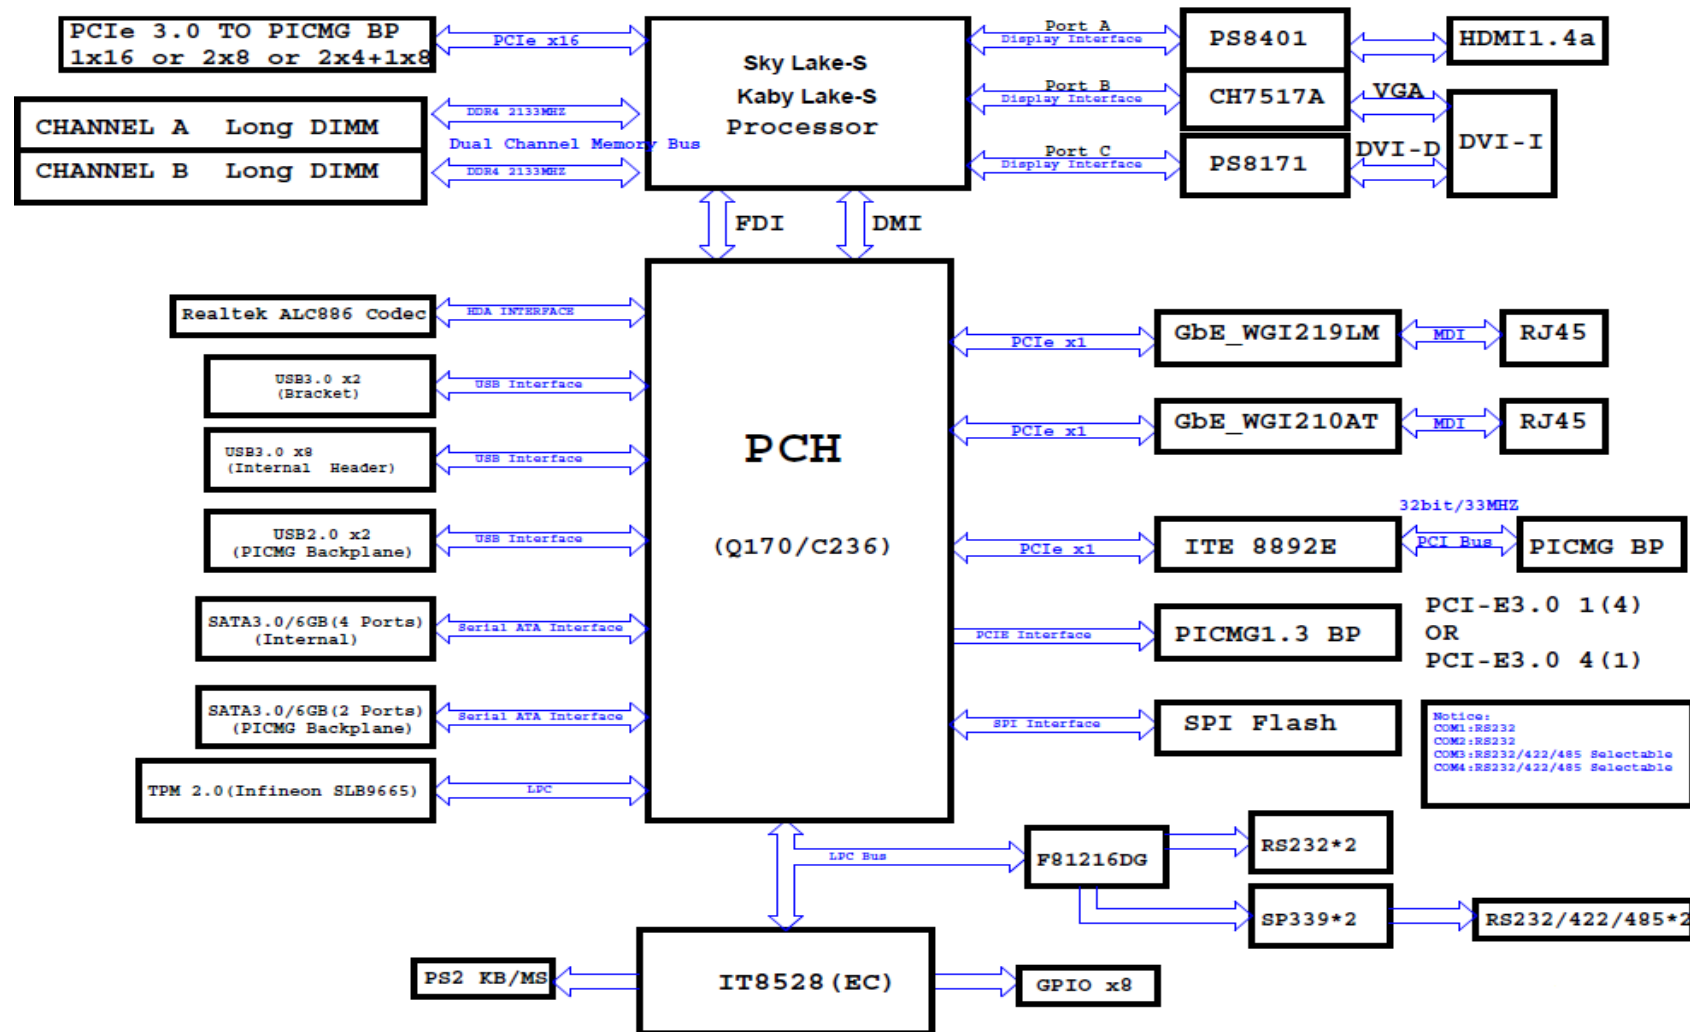 PCIe 3.0 TO PICMG BP
1x16 or 2x8 or 2x4+1x8
PCIe x16
Sky Lake-S
Kaby Lake-S
Processor
Port A
Display Interface
PS8401
HDMI1.4a
Port B
Display Interface
CH7517A
VGA
DVI-I
Port C
Display Interface
PS8171
DVI-D
CHANNEL A Long DIMM
DDR4 2133MHZ
Dual Channel Memory Bus
CHANNEL B Long DIMM
DDR4 2133MHZ
FDI
DMI
PCH
(Q170/C236)
Realtek ALC886 Codec
HDA INTERFACE
USB3.0 x2
(Bracket)
USB Interface
USB3.0 x8
(Internal Header)
USB Interface
USB2.0 x2
(PICMG Backplane)
USB Interface
SATA3.0/6GB(4 Ports)
(Internal)
Serial ATA Interface
SATA3.0/6GB(2 Ports)
(PICMG Backplane)
Serial ATA Interface
TPM 2.0(Infineon SLB9665)
LPC
PCIe x1
GbE_WGI219LM
MDI
RJ45
PCIe x1
GbE_WGI210AT
MDI
RJ45
PCIe x1
ITE 8892E
32bit/33MHZ
PCI Bus
PICMG BP
PCIE Interface
PICMG1.3 BP
PCI-E3.0 1(4)
OR
PCI-E3.0 4(1)
SPI Interface
SPI Flash
Notice:
COM1:RS232
COM2:RS232
COM3:RS232/422/485 Selectable
COM4:RS232/422/485 Selectable
LPC Bus
F81216DG
RS232*2
SP339*2
RS232/422/485*2
PS2 KB/MS
IT8528(EC)
GPIO x8